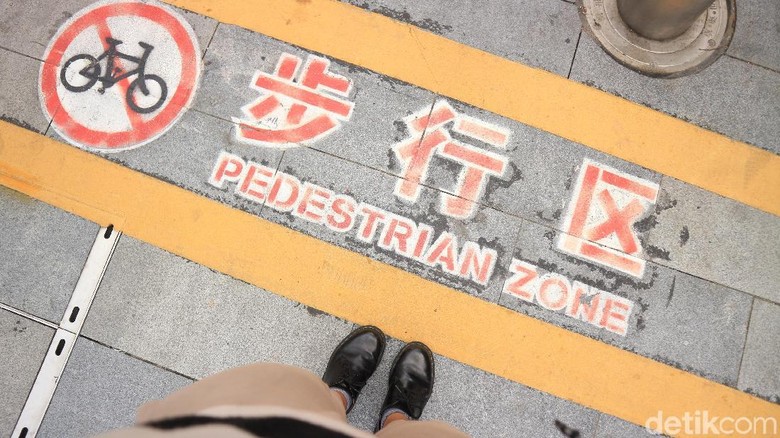 步行区
PEDESTRIAN ZONE
detikcom